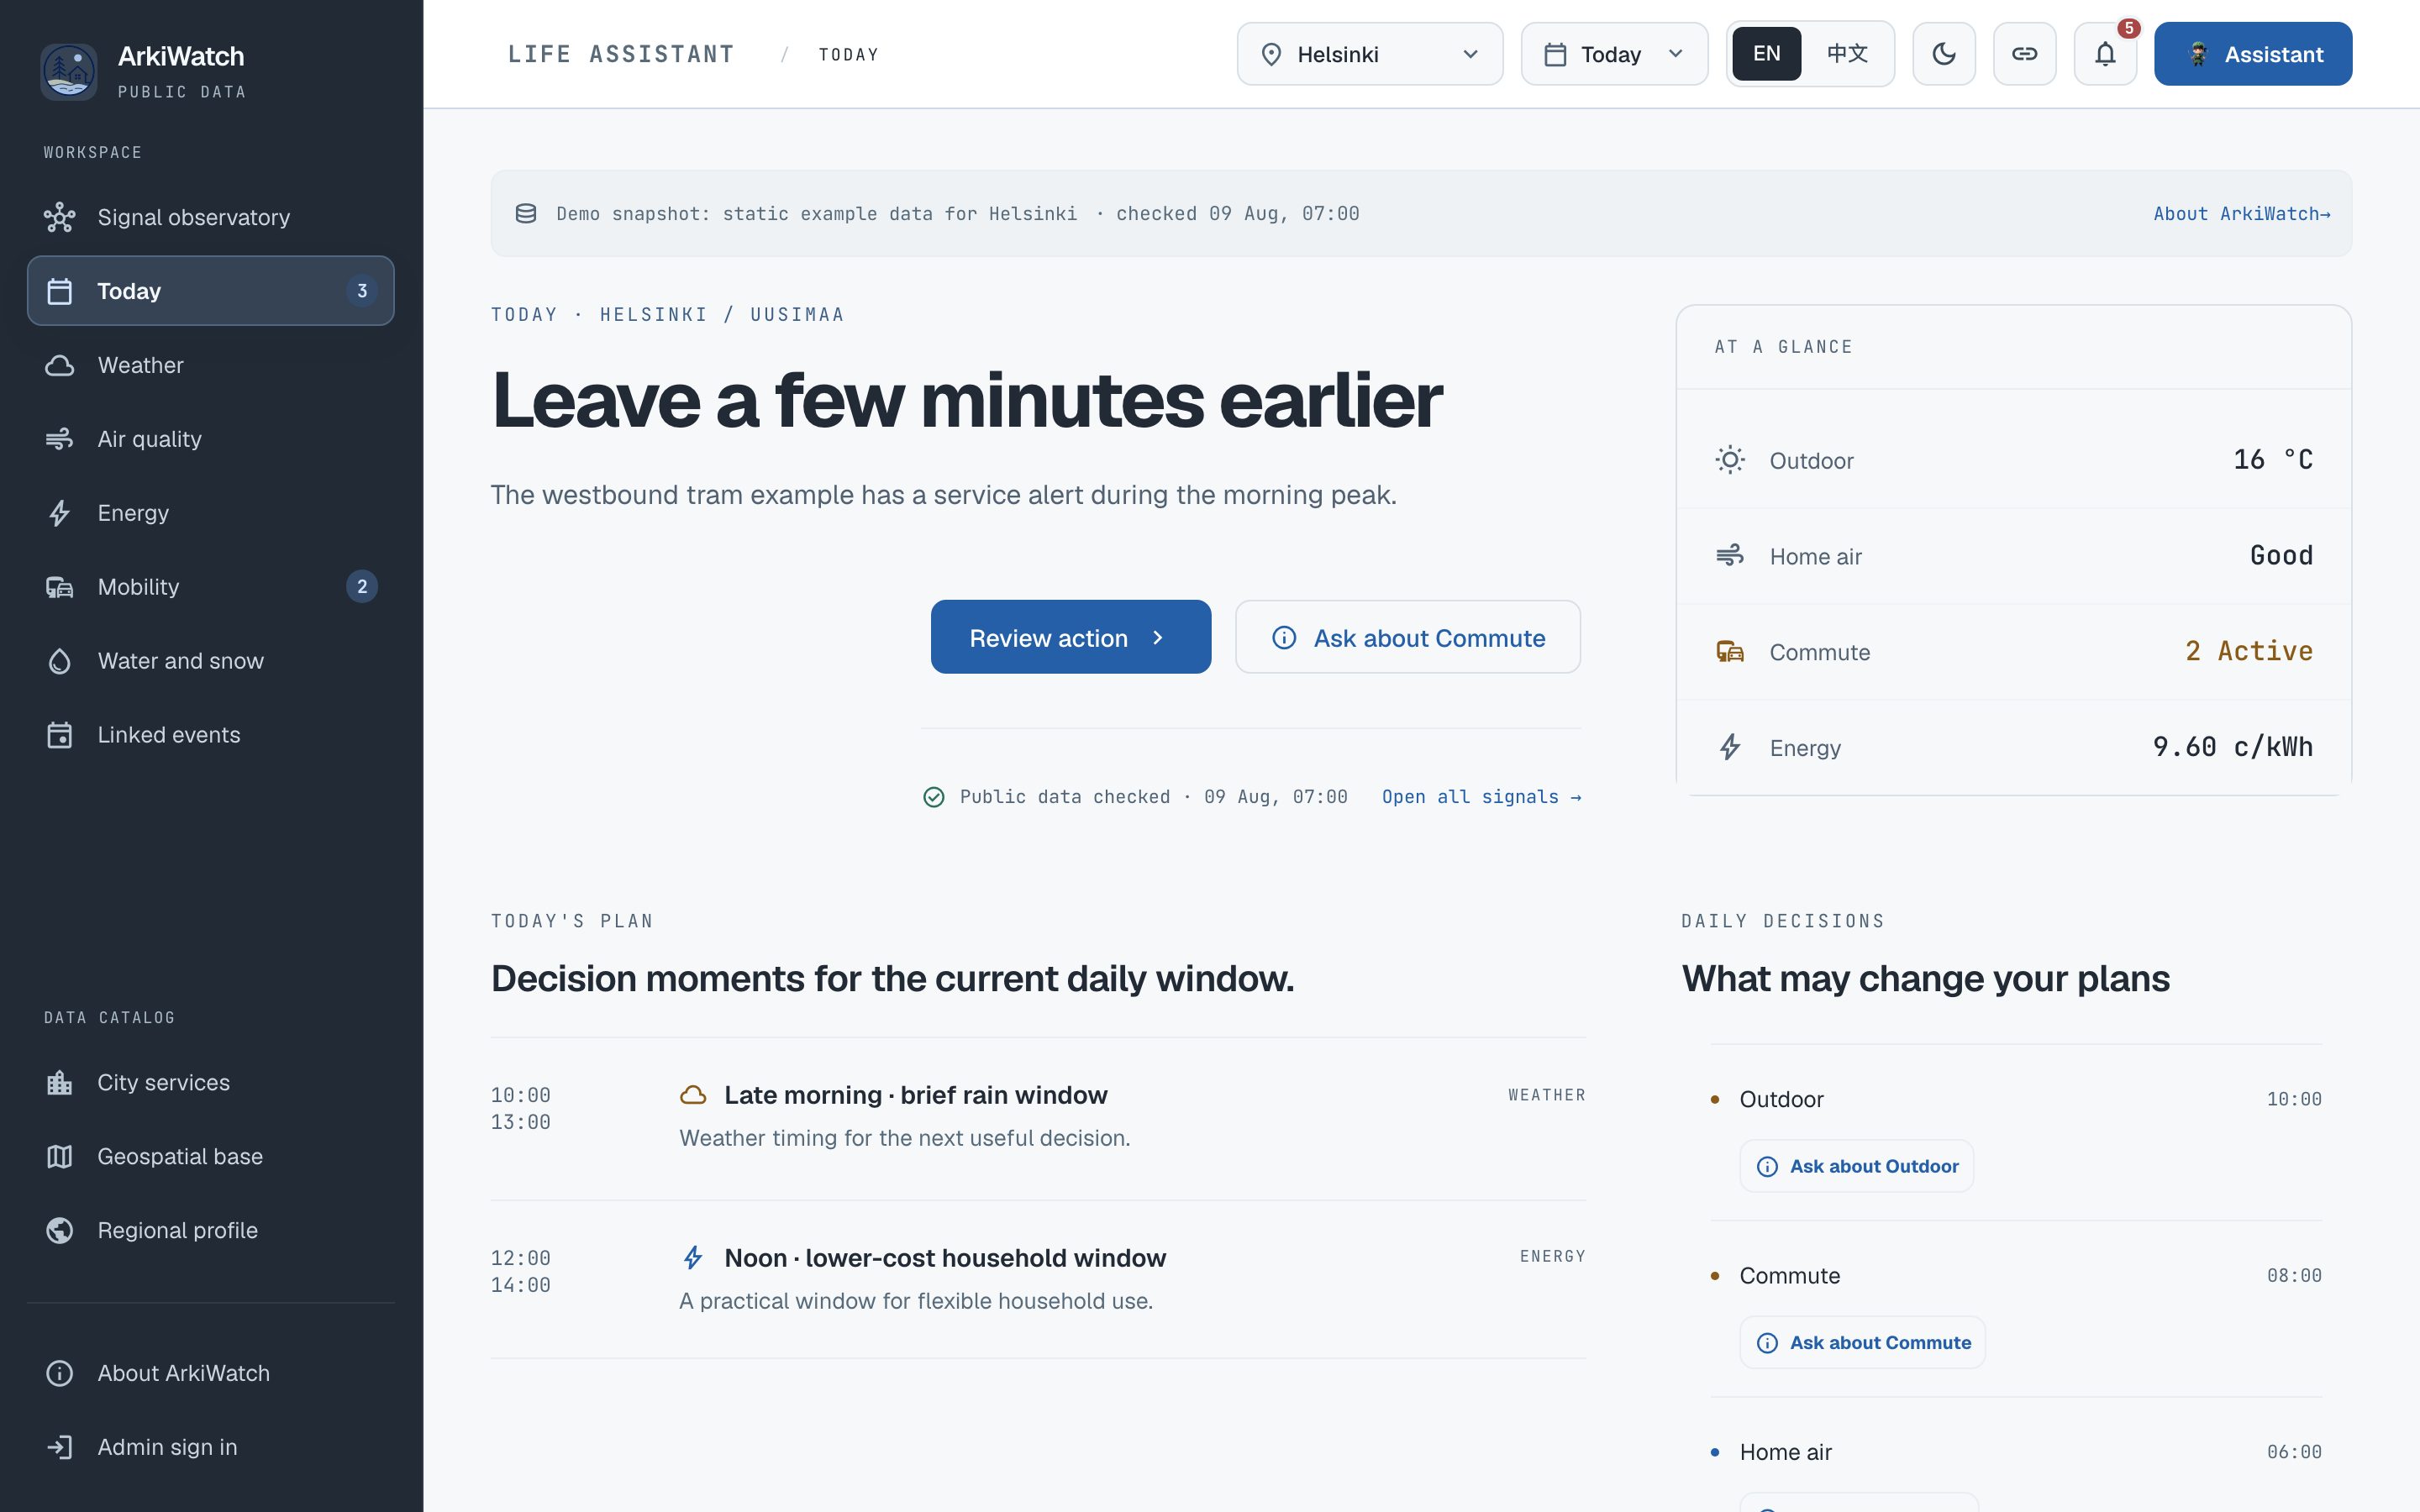 ArkiWatch
PUBLIC DATA
WORKSPACE
Signal observatory
Today 3
Weather
Air quality
Energy
Mobility 2
Water and snow
Linked events
DATA CATALOG
City services
Geospatial base
Regional profile
About ArkiWatch
Admin sign in
LIFE ASSISTANT / TODAY
Helsinki
Today
EN 中文
5
Assistant
Demo snapshot: static example data for Helsinki · checked 09 Aug, 07:00
About ArkiWatch→
TODAY · HELSINKI / UUSIMAA
Leave a few minutes earlier
The westbound tram example has a service alert during the morning peak.
Review action
Ask about Commute
Public data checked · 09 Aug, 07:00
Open all signals →
AT A GLANCE
Outdoor 16 °C
Home air Good
Commute 2 Active
Energy 9.60 c/kWh
TODAY'S PLAN
Decision moments for the current daily window.
10:00
13:00
Late morning · brief rain window
WEATHER
Weather timing for the next useful decision.
12:00
14:00
Noon · lower-cost household window
ENERGY
A practical window for flexible household use.
DAILY DECISIONS
What may change your plans
Outdoor 10:00
Ask about Outdoor
Commute 08:00
Ask about Commute
Home air 06:00